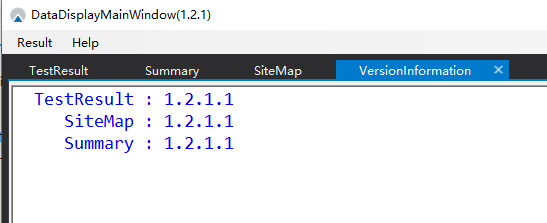 DataDisplayMainWindow(1.2.1)
Result Help
TestResult Summary SiteMap VersionInformation
TestResult : 1.2.1.1
SiteMap : 1.2.1.1
Summary : 1.2.1.1